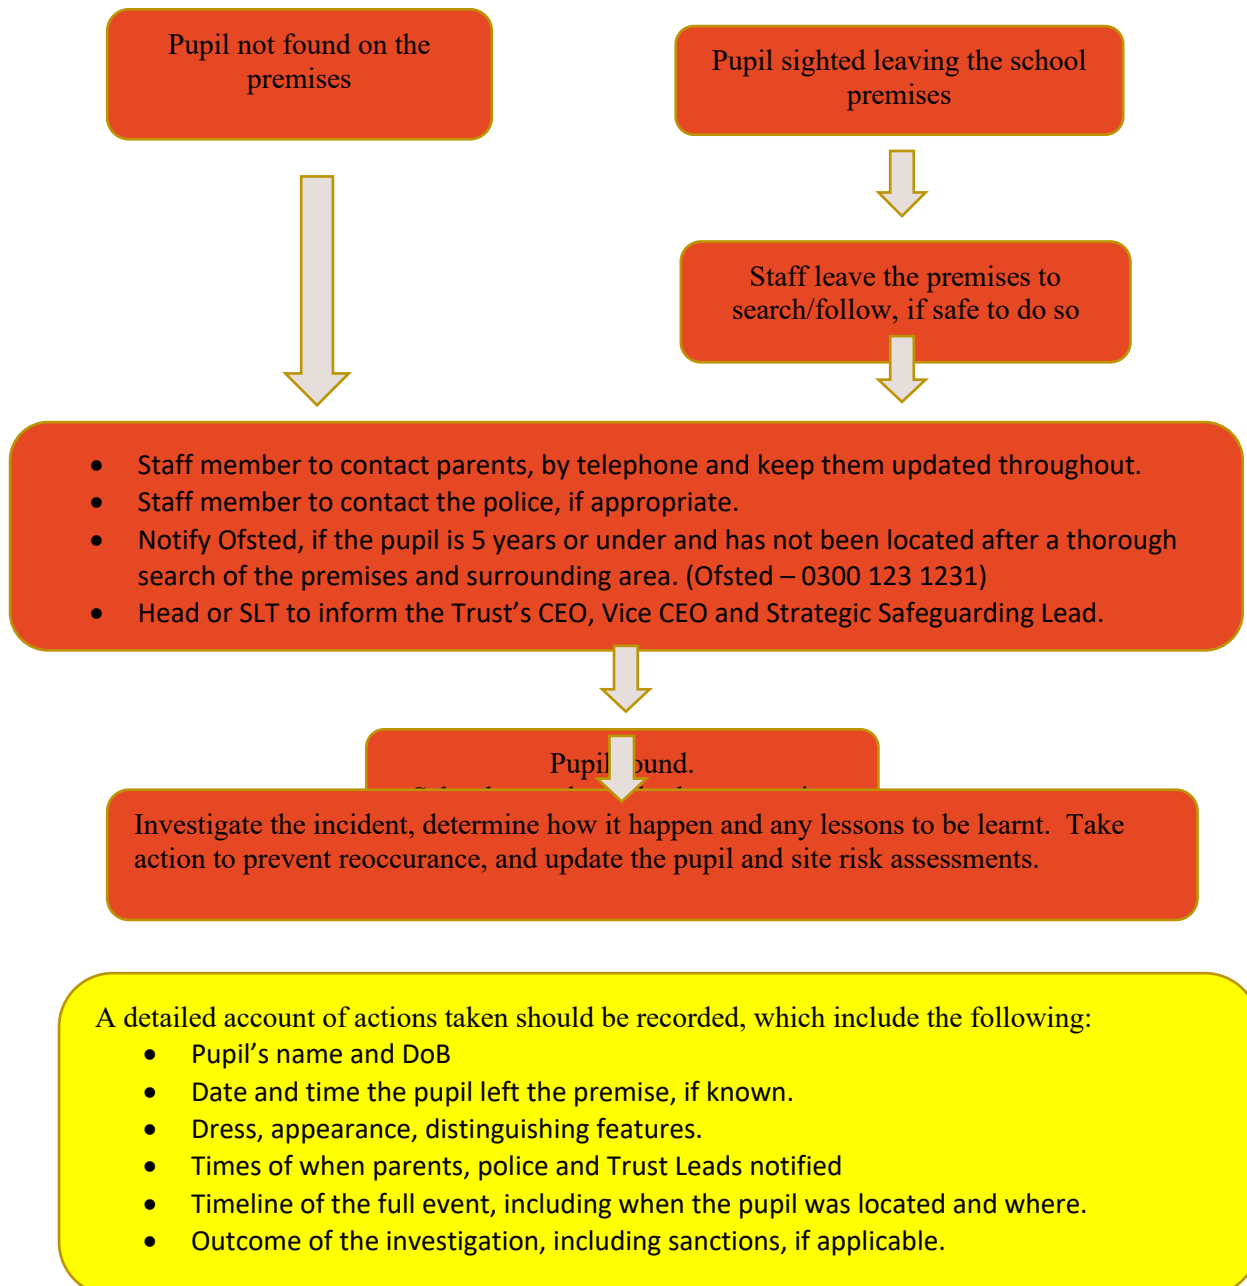 Pupil not found on the
premises
Pupil sighted leaving the school
premises
Staff leave the premises to
search/follow, if safe to do so
• Staff member to contact parents, by telephone and keep them updated throughout.
• Staff member to contact the police, if appropriate.
• Notify Ofsted, if the pupil is 5 years or under and has not been located after a thorough
search of the premises and surrounding area. (Ofsted – 0300 123 1231)
• Head or SLT to inform the Trust’s CEO, Vice CEO and Strategic Safeguarding Lead.
Pupil found.
Investigate the incident, determine how it happen and any lessons to be learnt. Take
action to prevent reoccurance, and update the pupil and site risk assessments.
A detailed account of actions taken should be recorded, which include the following:
• Pupil’s name and DoB
• Date and time the pupil left the premise, if known.
• Dress, appearance, distinguishing features.
• Times of when parents, police and Trust Leads notified
• Timeline of the full event, including when the pupil was located and where.
• Outcome of the investigation, including sanctions, if applicable.